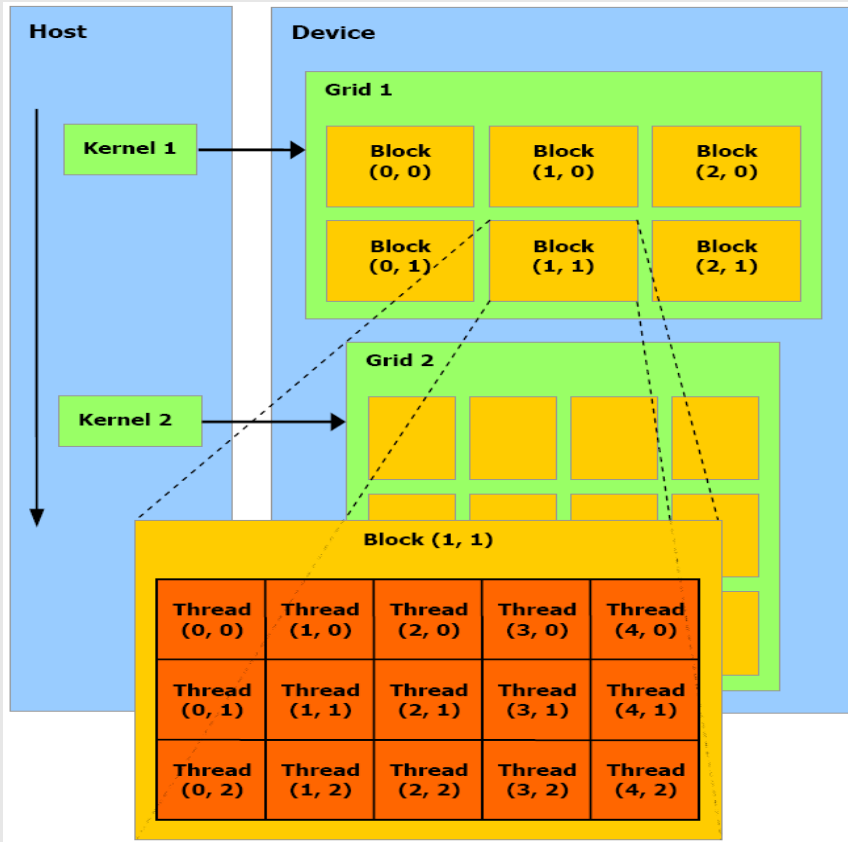 Host
Device
Grid 1
Kernel 1
Block
(0, 0)
Block
(1, 0)
Block
(2, 0)
Block
(0, 1)
Block
(1, 1)
Block
(2, 1)
Grid 2
Kernel 2
Block (1, 1)
Thread
(0, 0)
Thread
(1, 0)
Thread
(2, 0)
Thread
(3, 0)
Thread
(4, 0)
Thread
(0, 1)
Thread
(1, 1)
Thread
(2, 1)
Thread
(3, 1)
Thread
(4, 1)
Thread
(0, 2)
Thread
(1, 2)
Thread
(2, 2)
Thread
(3, 2)
Thread
(4, 2)